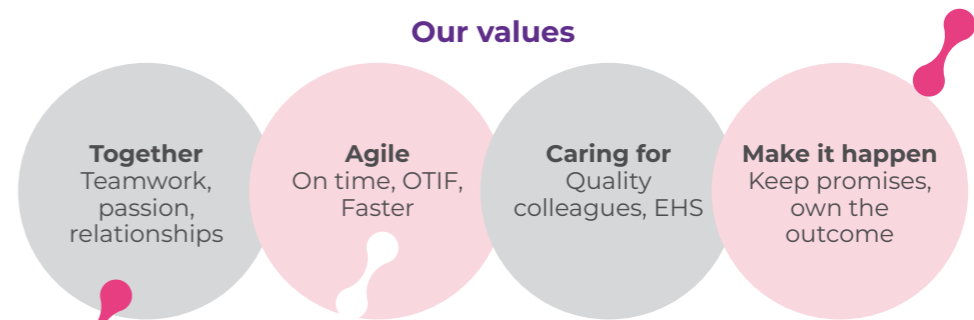 Our values
Together
Teamwork,
passion,
relationships
Agile
On time, OTIF,
Faster
Caring for
Quality
colleagues, EHS
Make it happen
Keep promises,
own the
outcome